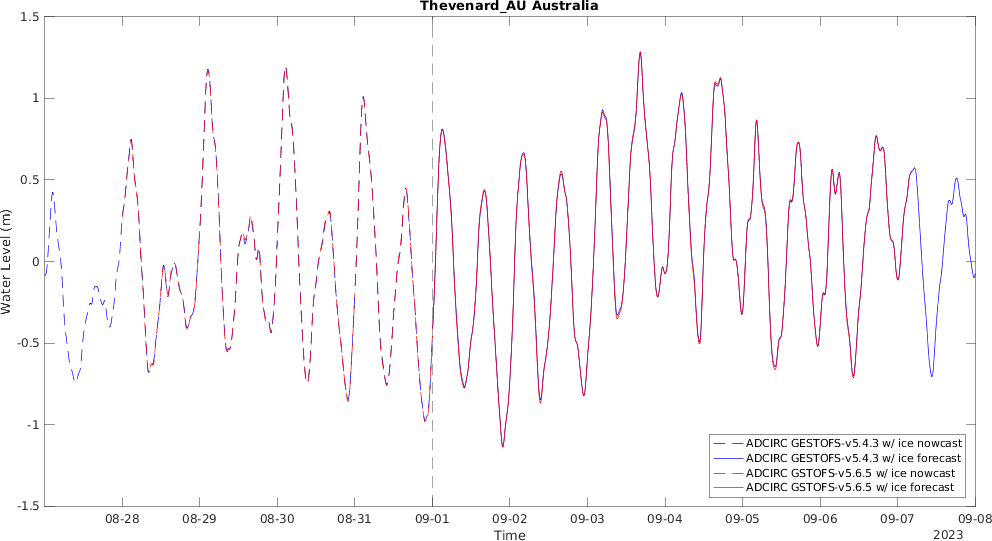 Thevenard_AU Australia
1.5
1
0.5
0
-0.5
-1
-1.5
Water Level (m)
08-28 08-29 08-30 08-31 09-01 09-02 09-03 09-04 09-05 09-06 09-07 09-08
Time
2023
ADCIRC GESTOFS-v5.4.3 w/ ice nowcast
ADCIRC GESTOFS-v5.4.3 w/ ice forecast
ADCIRC GSTOFS-v5.6.5 w/ ice nowcast
ADCIRC GSTOFS-v5.6.5 w/ ice forecast